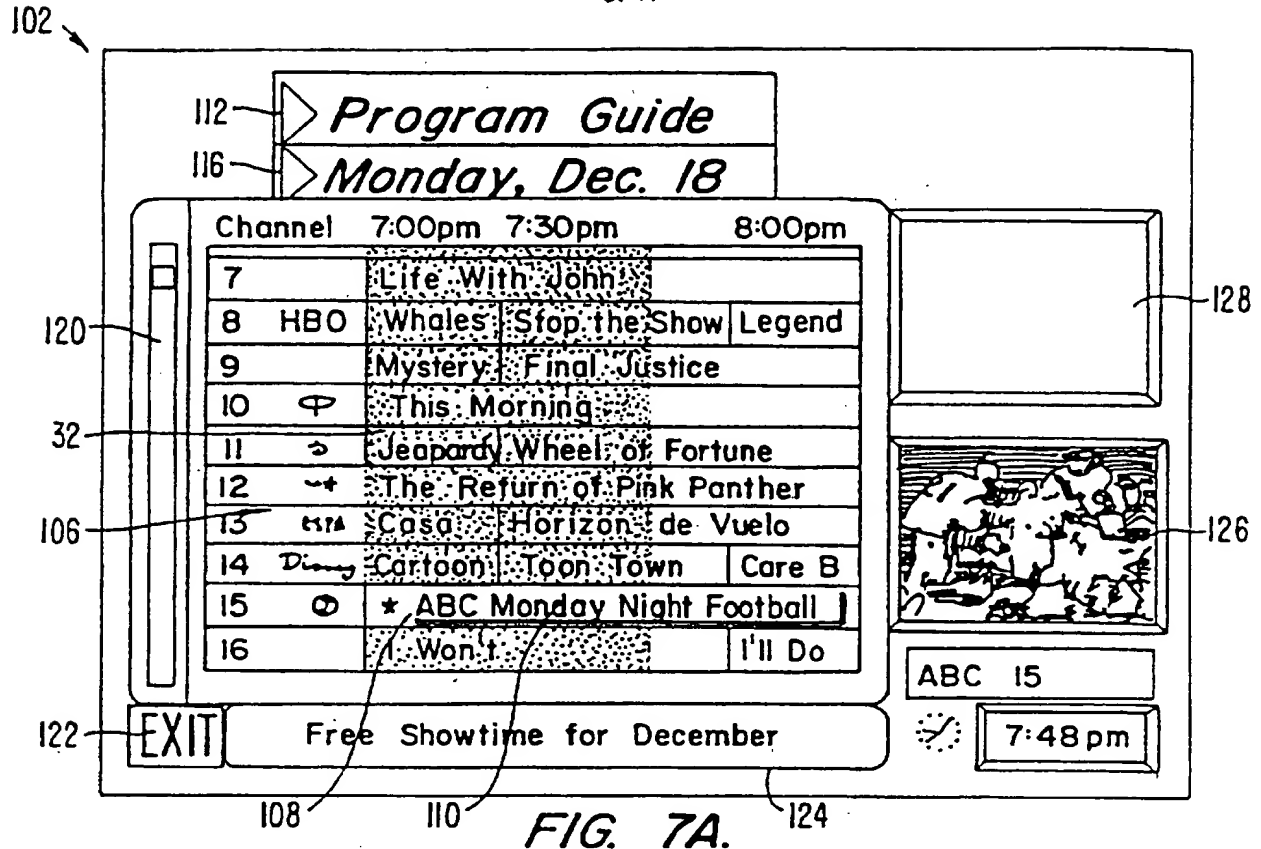 102
112 Program Guide
116 Monday, Dec. 18
Channel 7:00pm 7:30pm 8:00pm
7 Life With John
128
8 HBO Whales Stop the Show Legend
120
9 Mystery Final Justice
10 This Morning
32
11 Jeopardy Wheel of Fortune
12 The Return of Pink Panther
106
13 Casa Horizon de Vuelo
126
14 Disney Cartoon Toon Town Care B
15 ★ ABC Monday Night Football
16 I Won't I'll Do
ABC 15
122 EXIT Free Showtime for December 7:48pm
108 110 124
FIG. 7A.